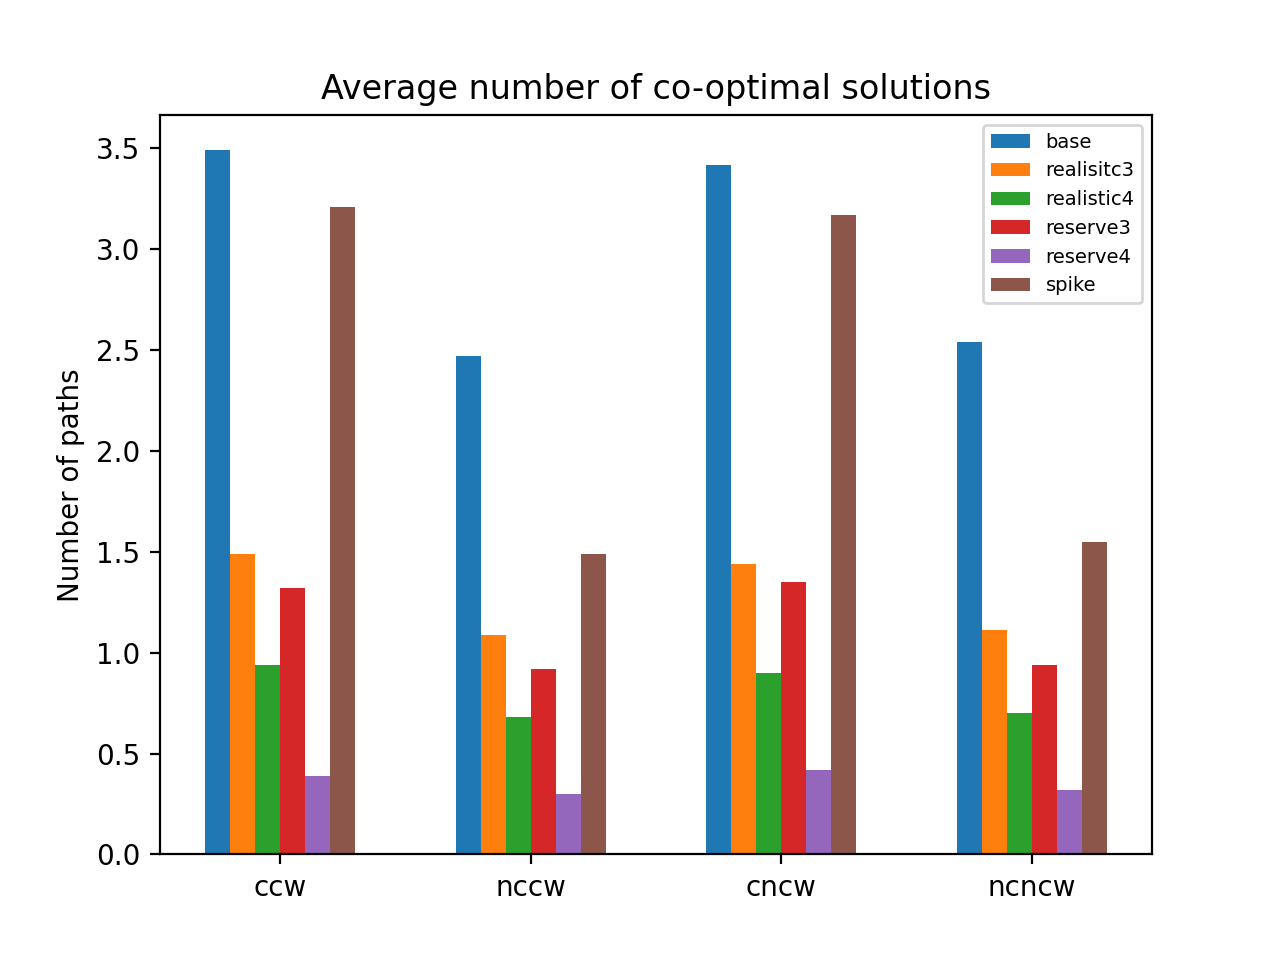 Average number of co-optimal solutions
Number of paths
3.5
3.0
2.5
2.0
1.5
1.0
0.5
0.0
base
realisitc3
realistic4
reserve3
reserve4
spike
ccw
nccw
cncw
ncncw